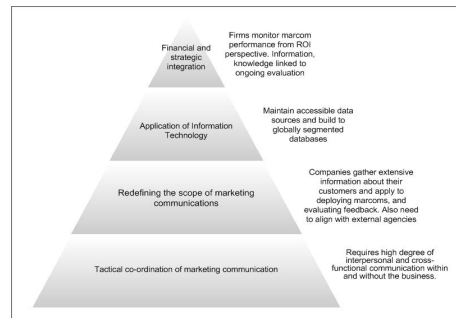 Financial and
strategic
integration
Firms monitor marcom
performance from ROI
perspective. Information,
knowledge linked to
ongoing evaluation
Application of Information
Technology
Maintain accessible data
sources and build to
globally segmented
databases
Redefining the scope of marketing
communications
Companies gather extensive
information about their
customers and apply to
deploying marcoms, and
evaluating feedback. Also need
to align with external agencies
Tactical co-ordination of marketing communication
Requires high degree of
interpersonal and cross-
functional communication within
and without the business.